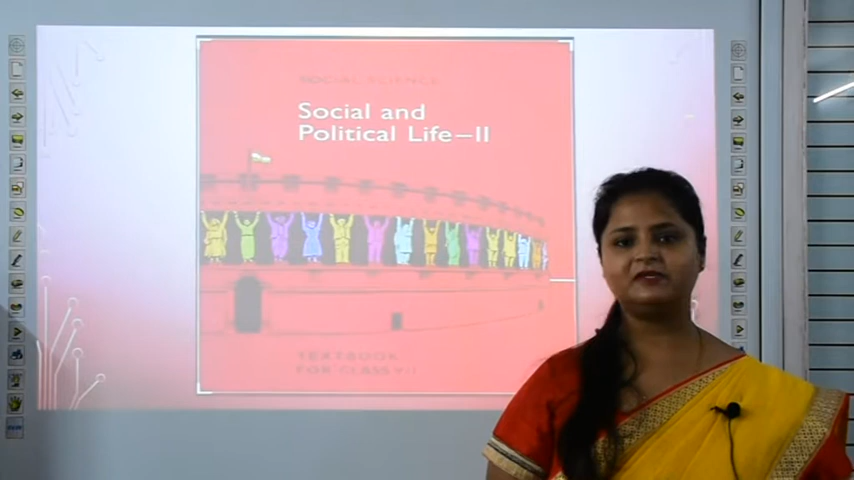 SOCIAL SCIENCE
Social and
Political Life–II
TEXTBOOK
FOR CLASS VII